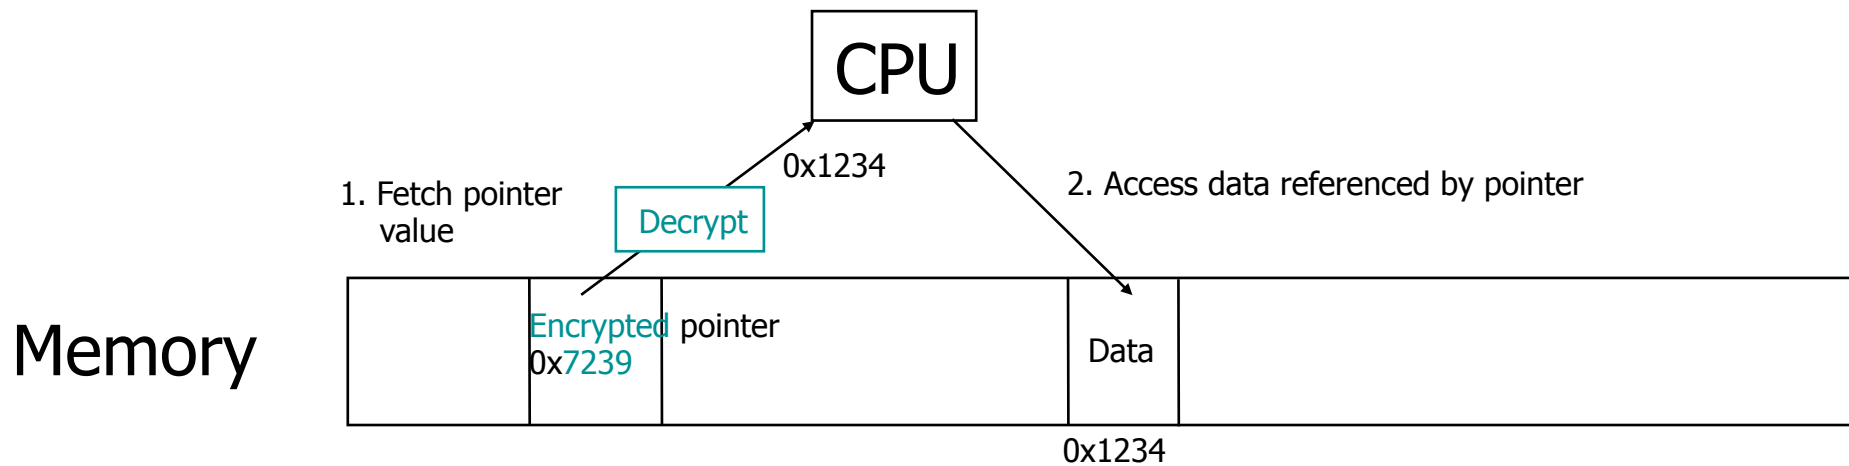 CPU
0x1234
1. Fetch pointer
value
2. Access data referenced by pointer
Decrypt
Memory
Encrypted pointer
0x7239
Data
0x1234